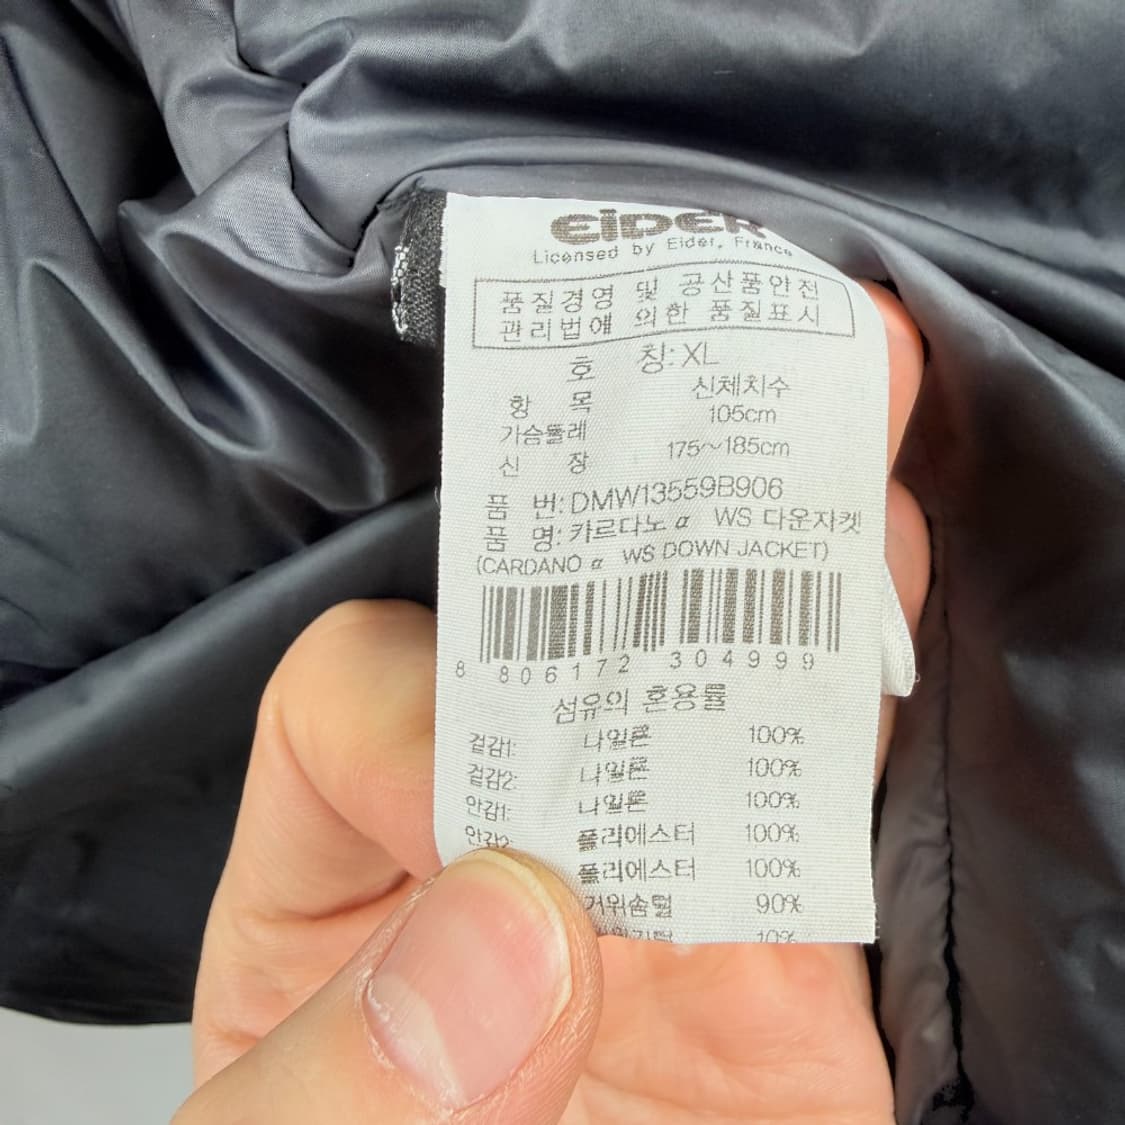 EiDER
Licensed by Eider, France
품질경영 및 공산품안전
관리법에 의한 품질표시
호 칭: XL
항 목 신체치수
가슴둘레 105cm
신 장 175~185cm
품 번: DMW13559B906
품 명: 카르다노 α WS 다운자켓
(CARDANO α WS DOWN JACKET)
8 806172 304999
섬유의 혼용률
겉감1: 나일론 100%
겉감2: 나일론 100%
안감1: 나일론 100%
안감2: 폴리에스터 100%
폴리에스터 100%
거위솜털 90%
10%